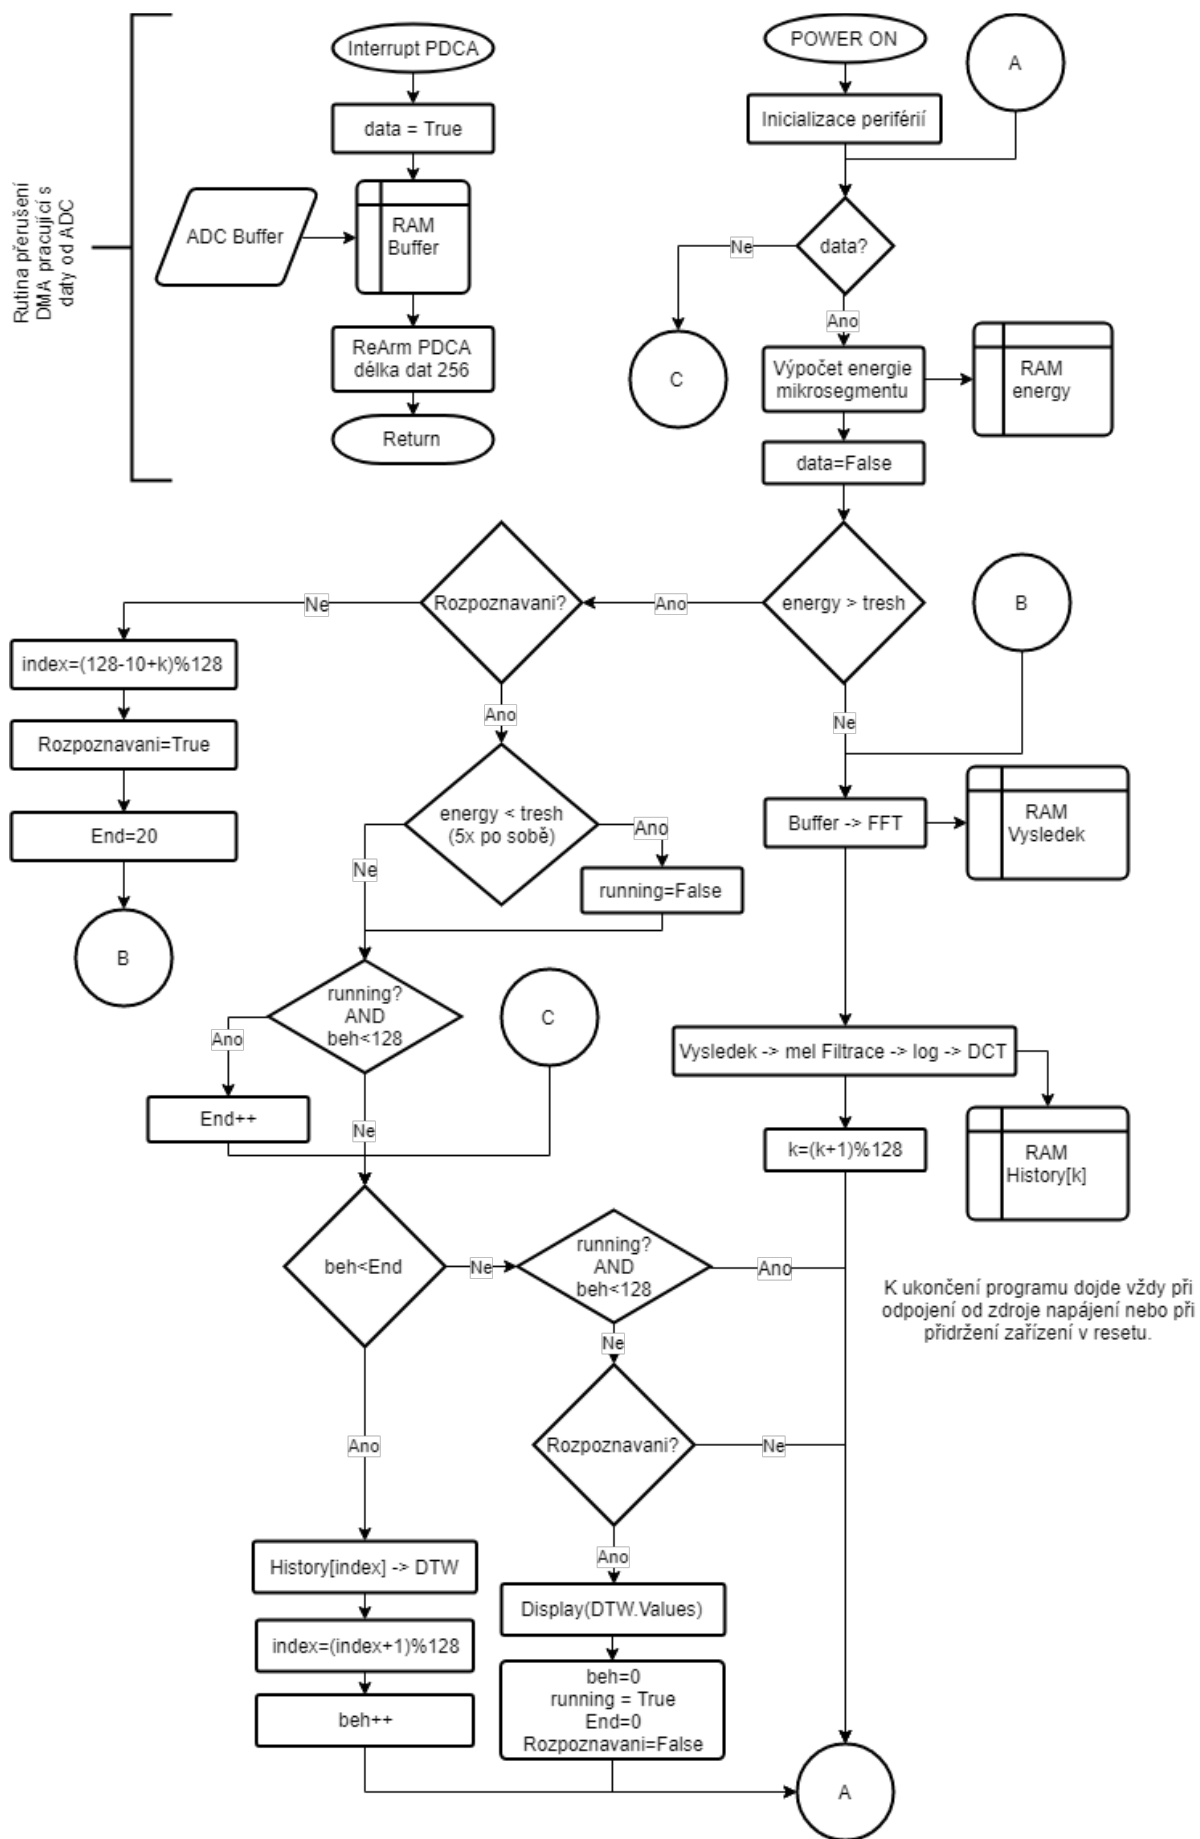 Rutina přerušení
DMA pracující s
daty od ADC
Interrupt PDCA
data = True
ADC Buffer
RAM
Buffer
ReArm PDCA
délka dat 256
Return
POWER ON
A
Inicializace periférií
data?
Ne
Ano
C
Výpočet energie
mikrosegmentu
RAM
energy
data=False
energy > tresh
Ano
Rozpoznavani?
Ne
B
index=(128-10+k)%128
Rozpoznavani=True
End=20
B
Ano
Ne
energy < tresh
(5x po sobě)
Ano
running=False
Ne
Buffer -> FFT
RAM
Vysledek
running?
AND
beh<128
Ano
End++
Ne
C
Vysledek -> mel Filtrace -> log -> DCT
k=(k+1)%128
RAM
History[k]
beh<End
Ne
running?
AND
beh<128
Ano
Ne
K ukončení programu dojde vždy při
odpojení od zdroje napájení nebo při
přidržení zařízení v resetu.
Ano
Rozpoznavani?
Ne
Ano
History[index] -> DTW
index=(index+1)%128
beh++
Display(DTW.Values)
beh=0
running = True
End=0
Rozpoznavani=False
A